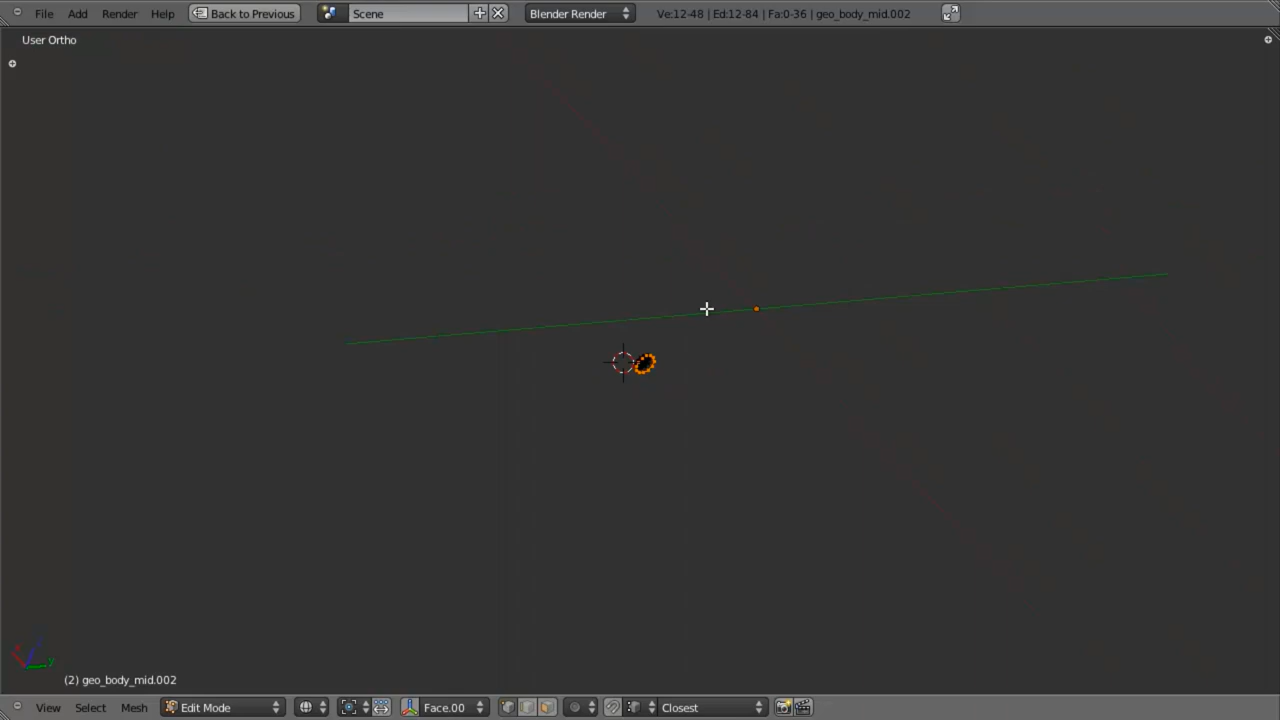 File Add Render Help Back to Previous Scene Blender Render Ve:12-48 | Ed:12-84 | Fa:0-36 | geo_body_mid.002
User Ortho
y
(2) geo_body_mid.002
View Select Mesh Edit Mode Face.00 Closest